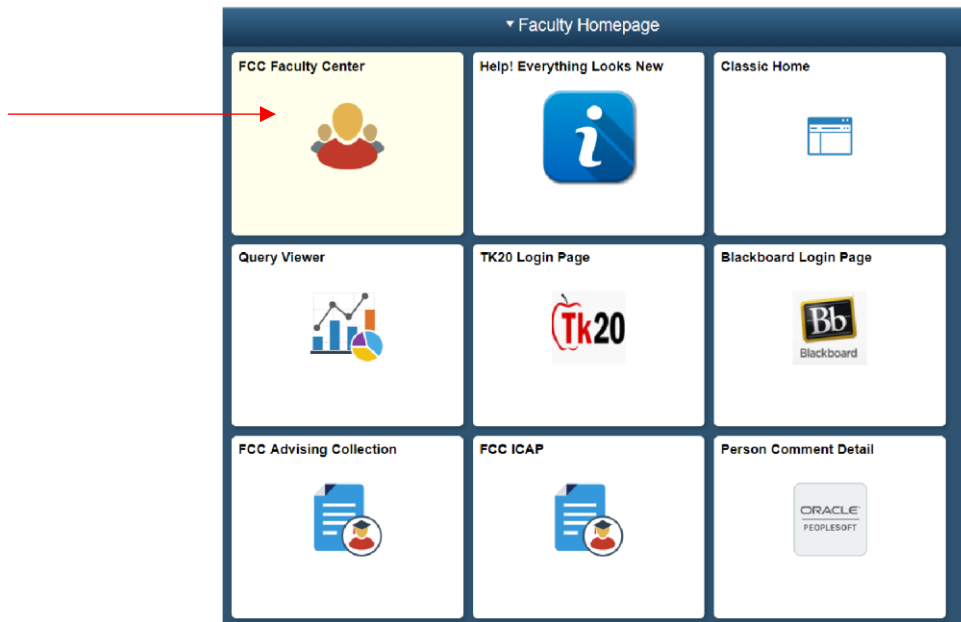 Faculty Homepage
FCC Faculty Center
Help! Everything Looks New
Classic Home
i
Query Viewer
TK20 Login Page
Blackboard Login Page
Tk20
Bb
Blackboard
FCC Advising Collection
FCC ICAP
Person Comment Detail
ORACLE'
PEOPLESOFT